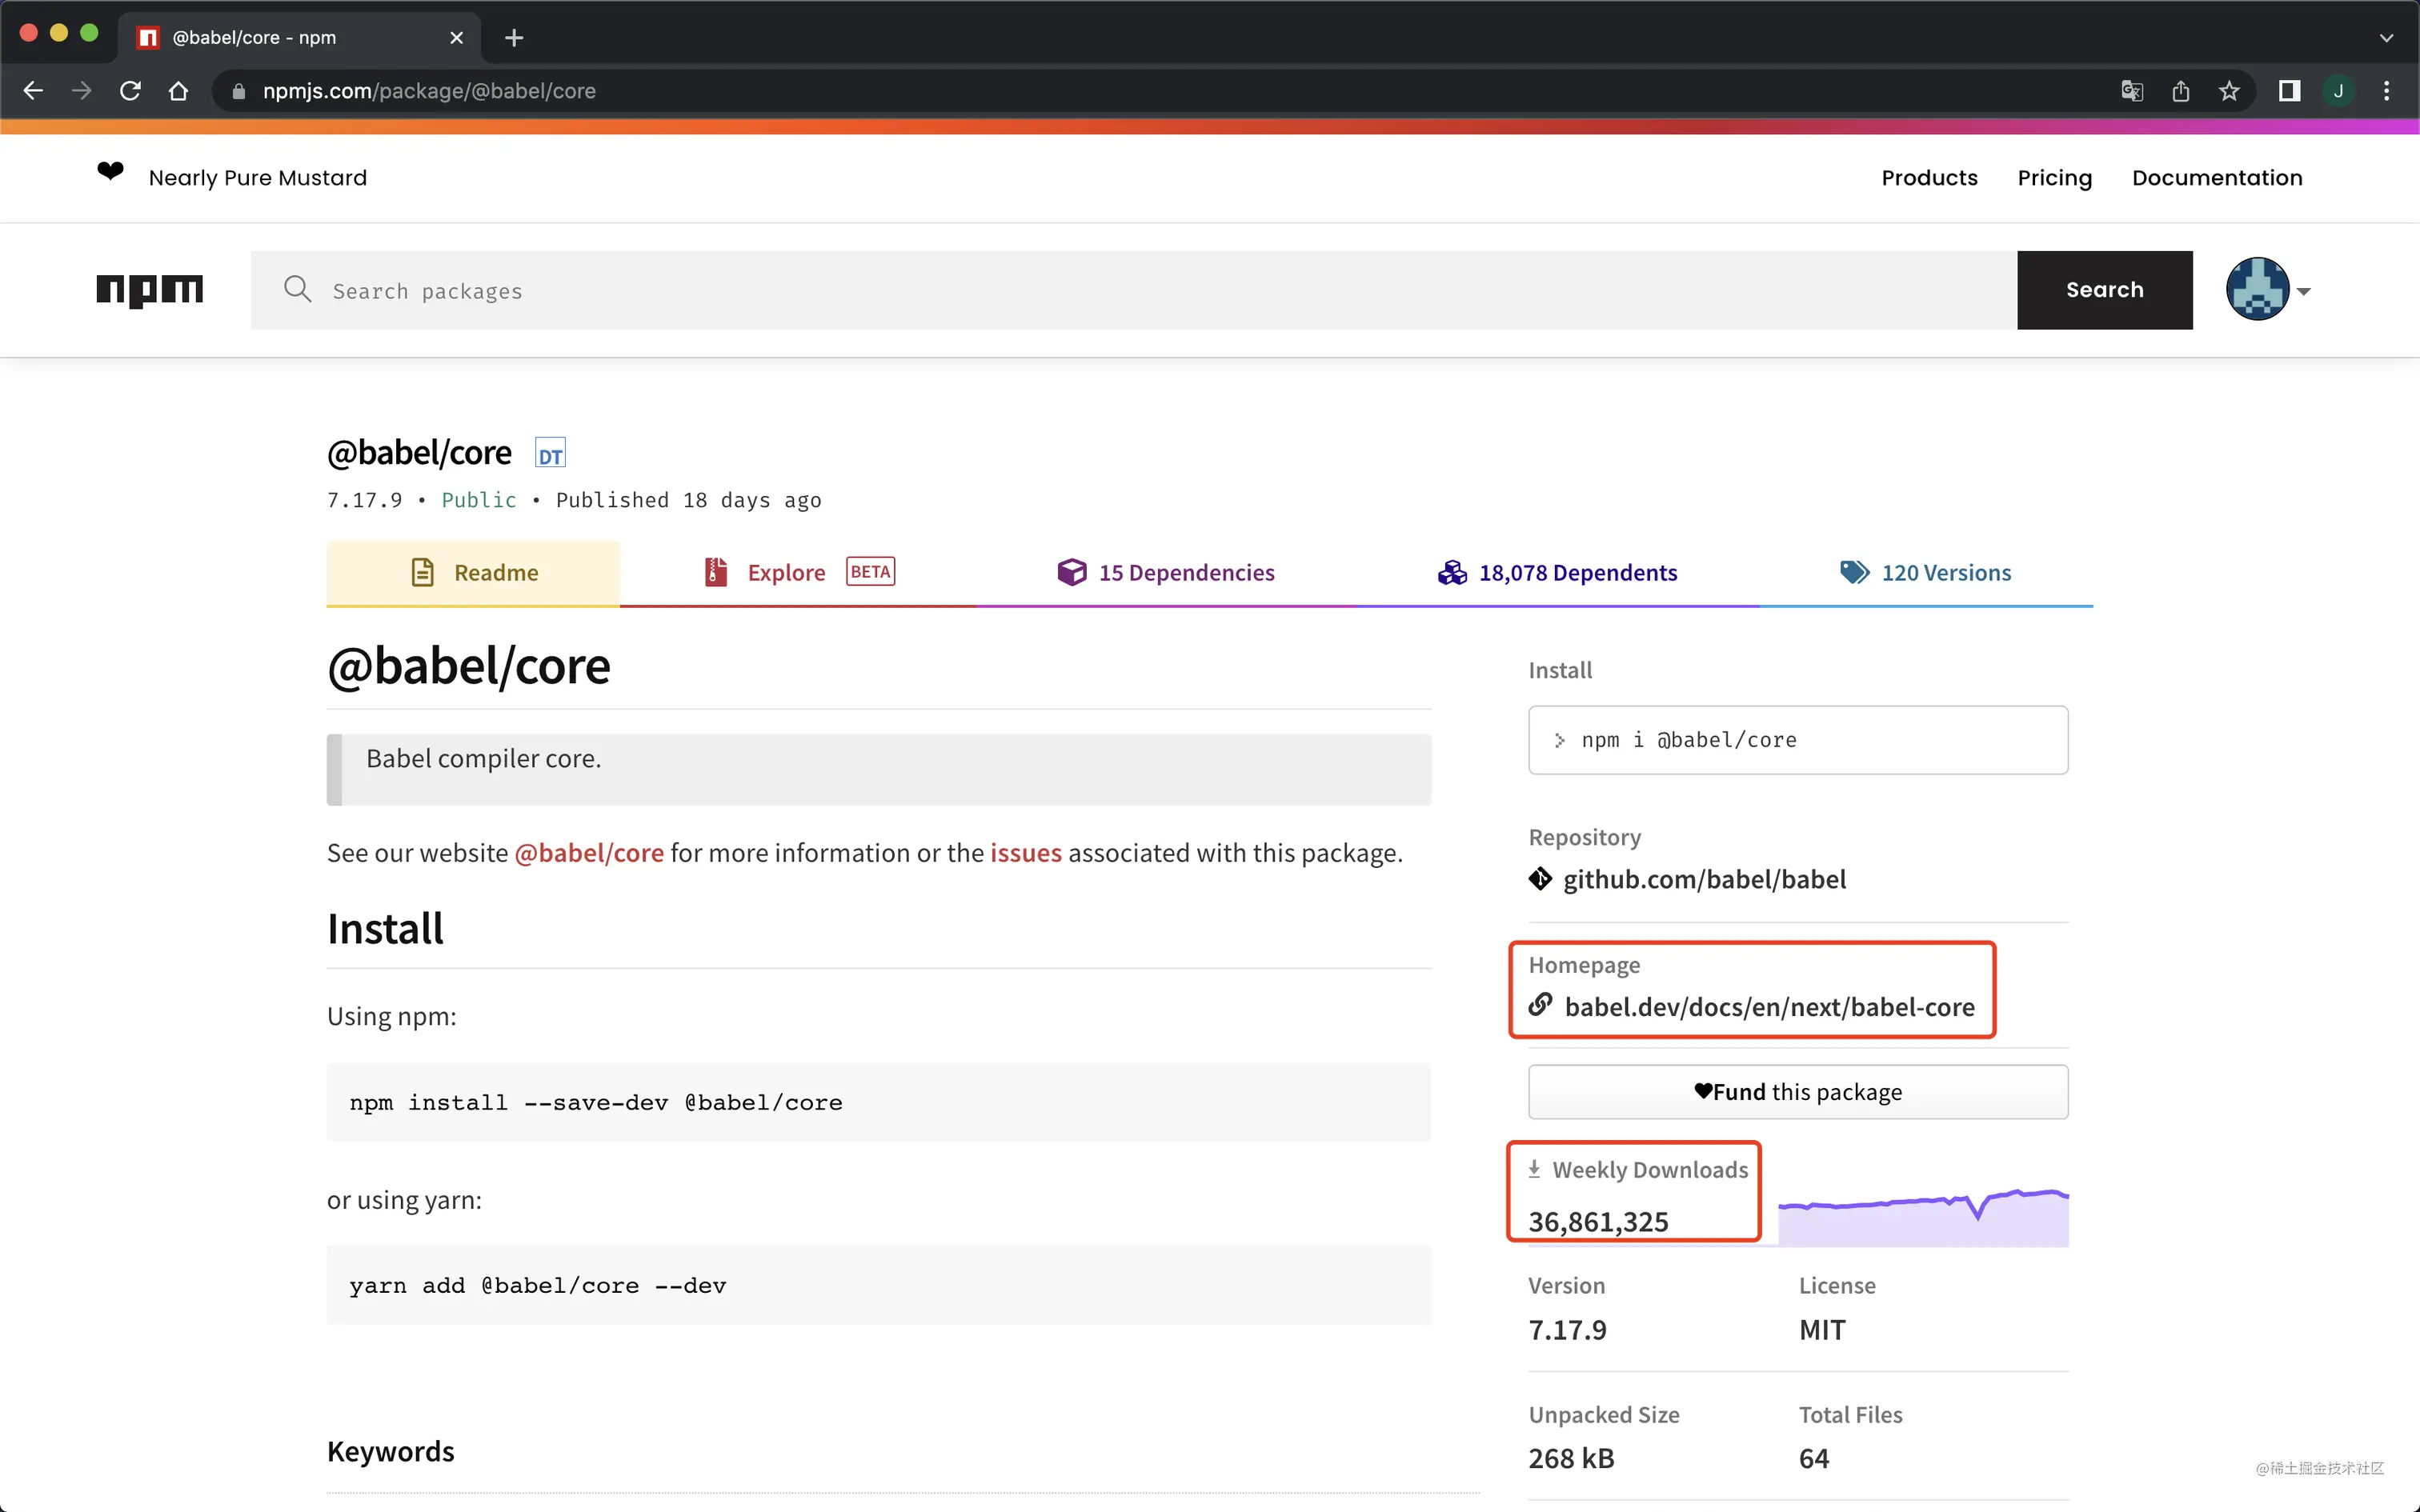 @babel/core - npm
npmjs.com/package/@babel/core
J
Nearly Pure Mustard
Products
Pricing
Documentation
npm
Search packages
Search
@babel/core
DT
7.17.9 • Public • Published 18 days ago
Readme
Explore BETA
15 Dependencies
18,078 Dependents
120 Versions
@babel/core
Babel compiler core.
See our website @babel/core for more information or the issues associated with this package.
Install
Using npm:
npm install --save-dev @babel/core
or using yarn:
yarn add @babel/core --dev
Keywords
Install
> npm i @babel/core
Repository
github.com/babel/babel
Homepage
babel.dev/docs/en/next/babel-core
❤Fund this package
Weekly Downloads
36,861,325
Version
License
7.17.9
MIT
Unpacked Size
Total Files
268 kB
64
@稀土掘金技术社区